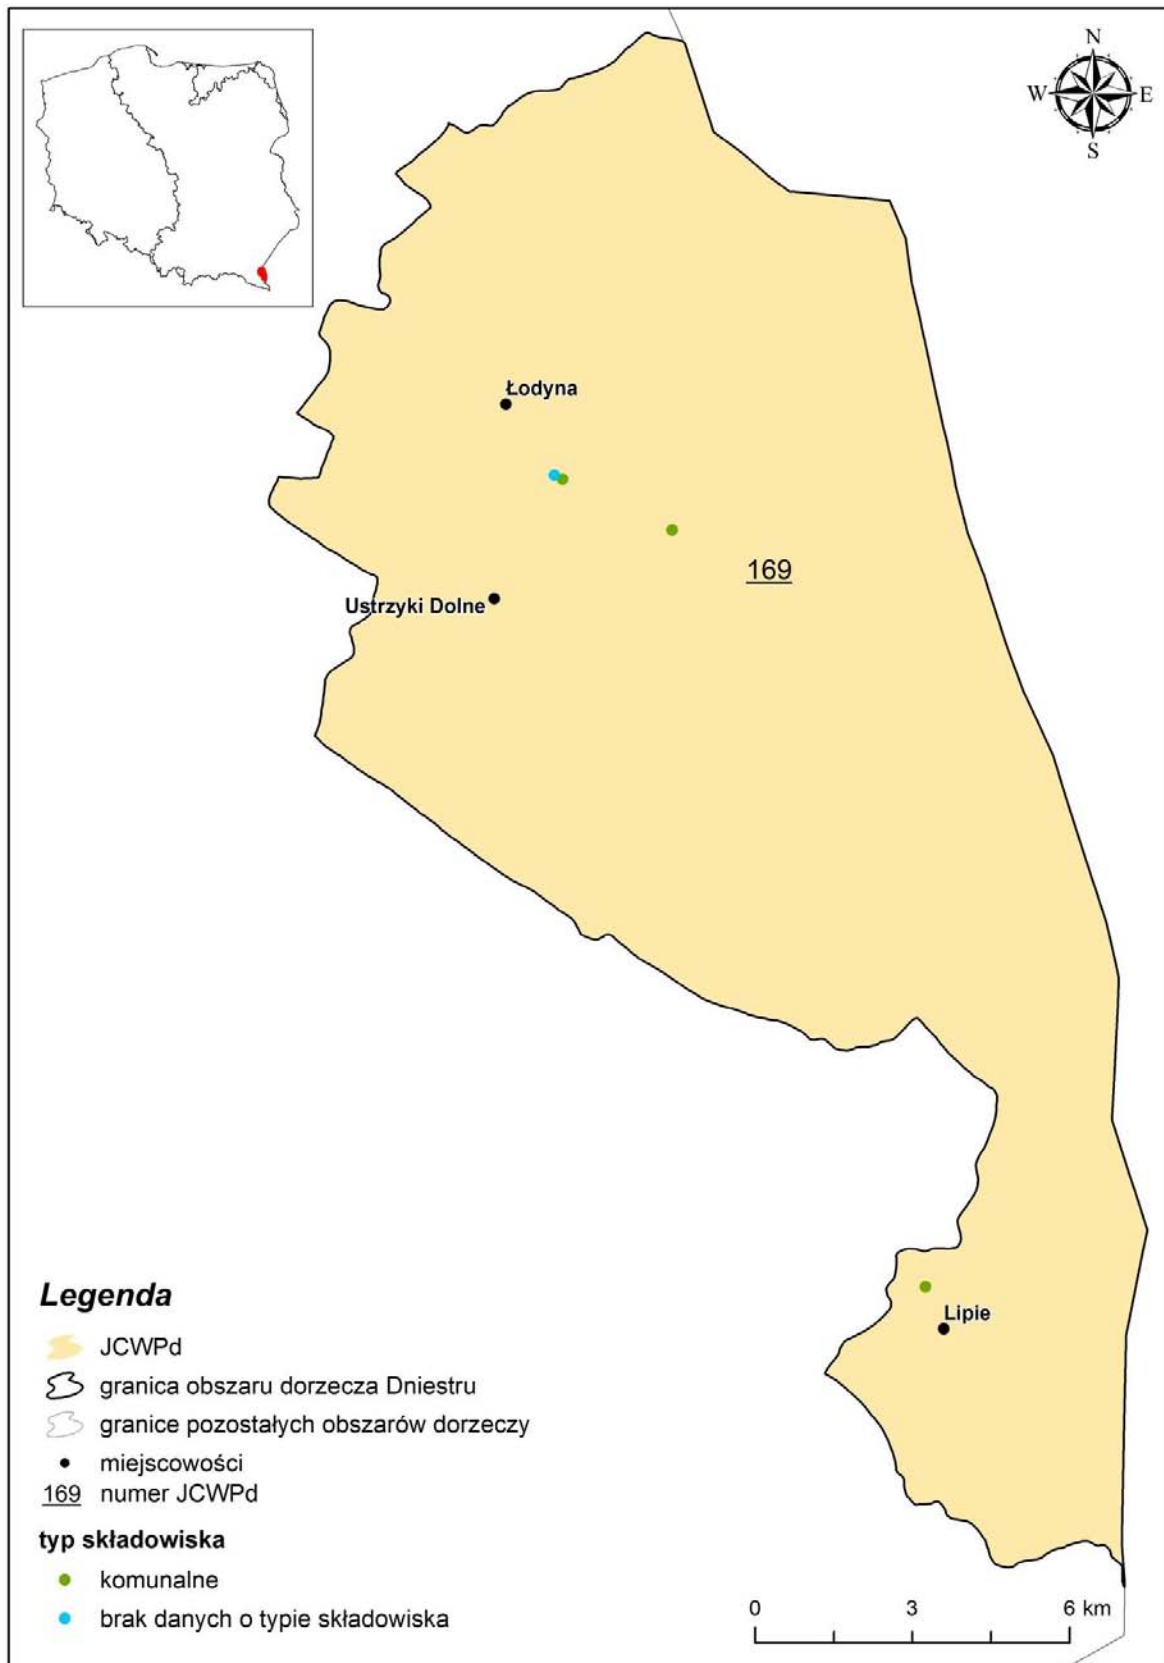 N
W E
S
Łodyna
169
Ustrzyki Dolne
Lipie
Legenda
JCWPd
granica obszaru dorzecza Dniestru
granice pozostałych obszarów dorzeczy
miejscowości
169 numer JCWPd
typ składowiska
komunalne
brak danych o typie składowiska
0 3 6 km